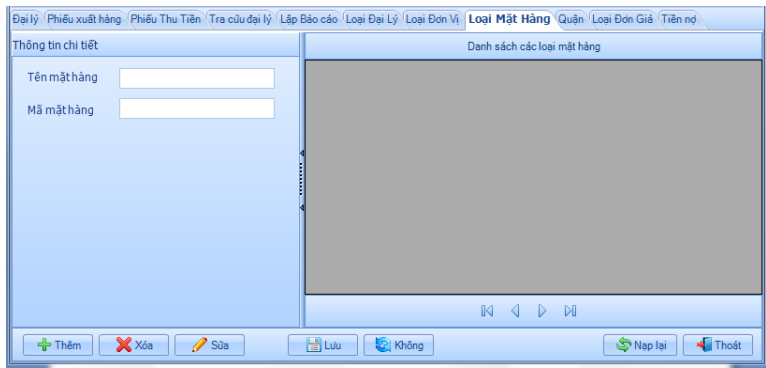 Đại lý Phiếu xuất hàng Phiếu Thu Tiền Tra cứu đại lý Lập Báo cáo Loại Đại Lý Loại Đơn Vị Loại Mặt Hàng Quận Loại Đơn Giá Tiền nợ
Thông tin chi tiết
Danh sách các loại mặt hàng
Tên mặt hàng
Mã mặt hàng
Thêm Xóa Sửa Lưu Không Nạp lại Thoát